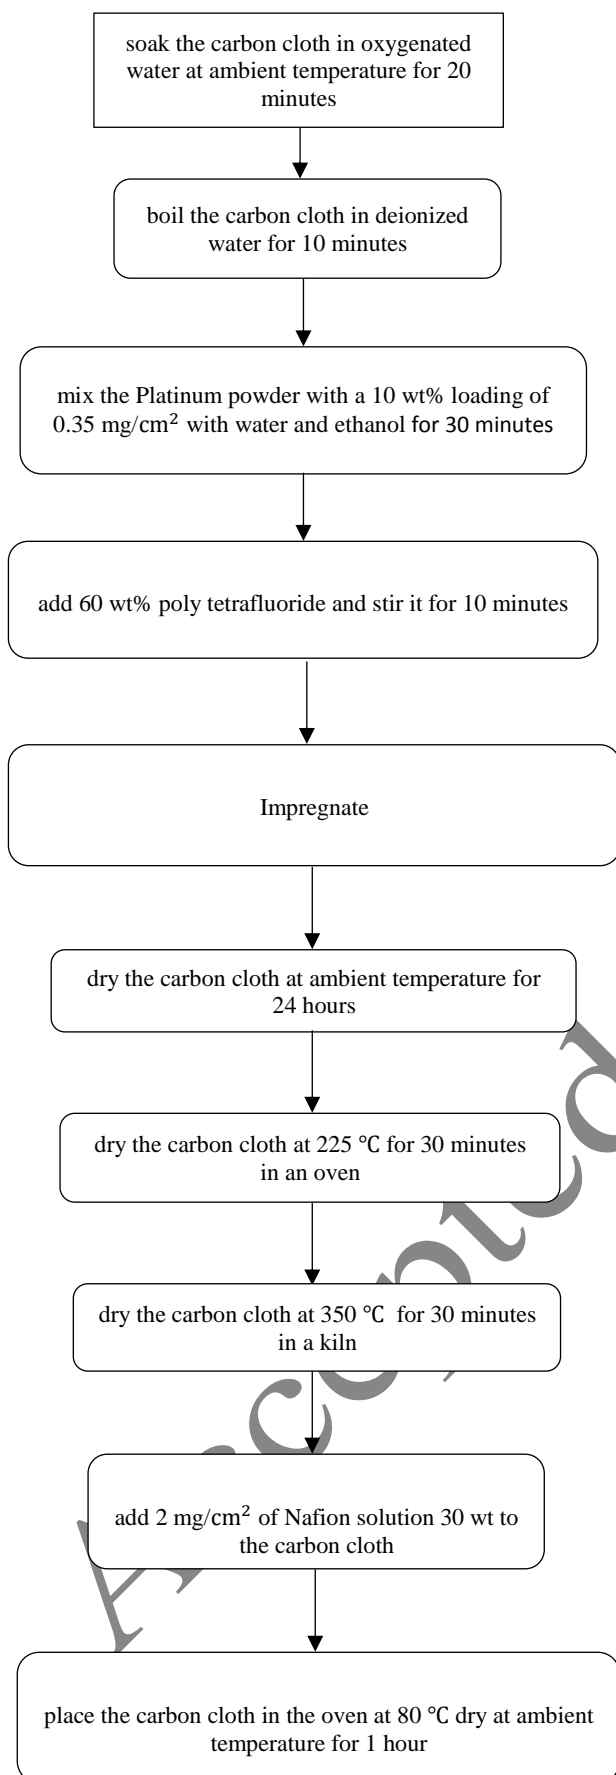 soak the carbon cloth in oxygenated
water at ambient temperature for 20
minutes
boil the carbon cloth in deionized
water for 10 minutes
mix the Platinum powder with a 10 wt% loading of
0.35 mg/cm² with water and ethanol for 30 minutes
add 60 wt% poly tetrafluoride and stir it for 10 minutes
Impregnate
dry the carbon cloth at ambient temperature for
24 hours
dry the carbon cloth at 225 ℃ for 30 minutes
in an oven
dry the carbon cloth at 350 ℃ for 30 minutes
in a kiln
add 2 mg/cm² of Nafion solution 30 wt to
the carbon cloth
place the carbon cloth in the oven at 80 ℃ dry at ambient
temperature for 1 hour
Accepted